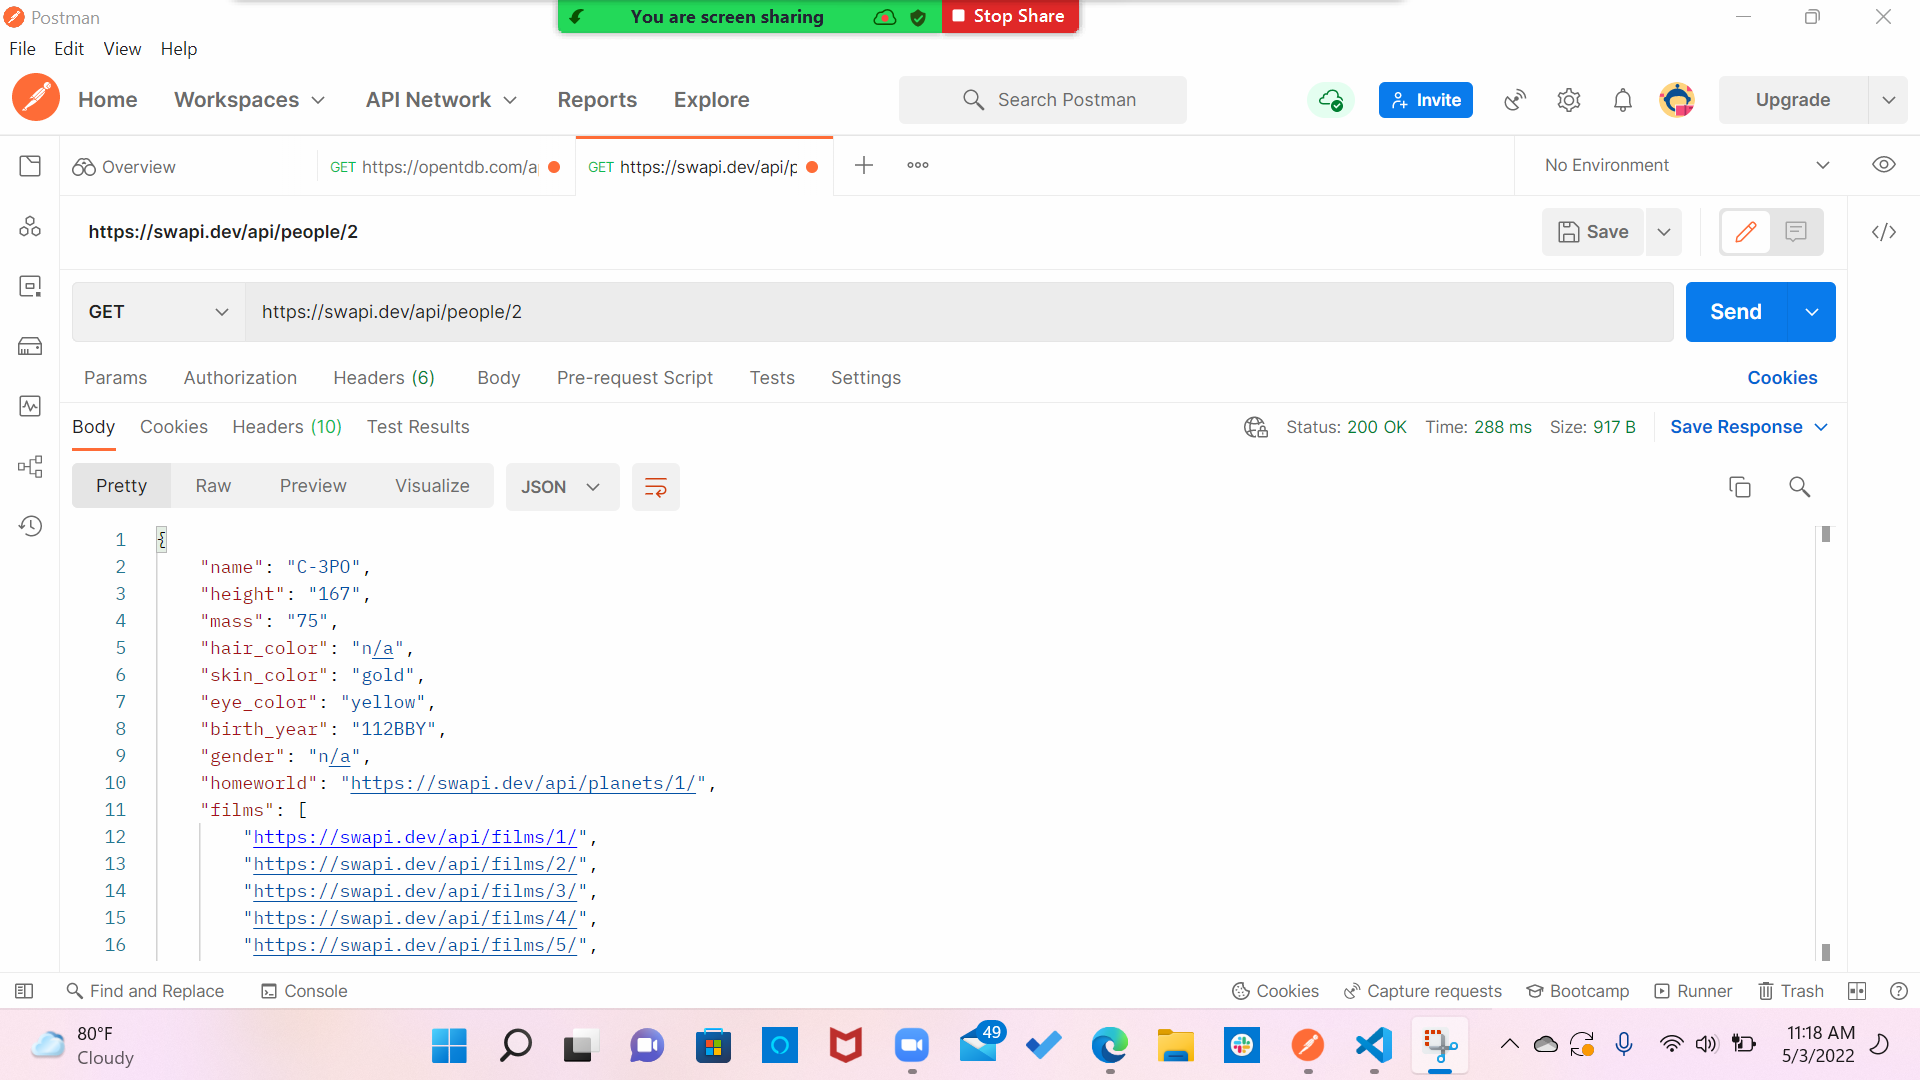 Postman
You are screen sharing
Stop Share
File Edit View Help
Home Workspaces API Network Reports Explore
Search Postman
Invite
Upgrade
Overview
GET https://opentdb.com/a
GET https://swapi.dev/api/p
No Environment
https://swapi.dev/api/people/2
Save
GET https://swapi.dev/api/people/2
Send
Params Authorization Headers (6) Body Pre-request Script Tests Settings Cookies
Body Cookies Headers (10) Test Results
Status: 200 OK Time: 288 ms Size: 917 B Save Response
Pretty Raw Preview Visualize JSON
1 {
2 "name": "C-3PO",
3 "height": "167",
4 "mass": "75",
5 "hair_color": "n/a",
6 "skin_color": "gold",
7 "eye_color": "yellow",
8 "birth_year": "112BBY",
9 "gender": "n/a",
10 "homeworld": "https://swapi.dev/api/planets/1/",
11 "films": [
12 "https://swapi.dev/api/films/1/",
13 "https://swapi.dev/api/films/2/",
14 "https://swapi.dev/api/films/3/",
15 "https://swapi.dev/api/films/4/",
16 "https://swapi.dev/api/films/5/",
Find and Replace Console
Cookies Capture requests Bootcamp Runner Trash
80°F
Cloudy
49
11:18 AM
5/3/2022